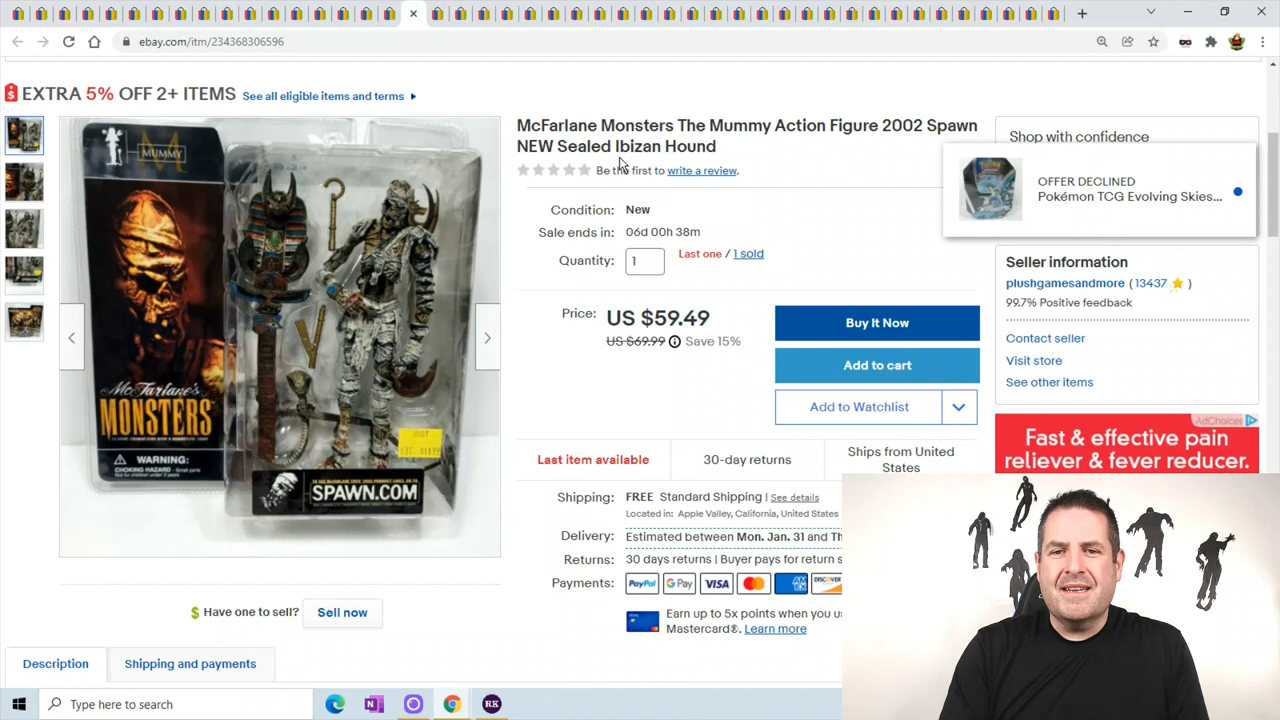 ebay.com/itm/234368306596
EXTRA 5% OFF 2+ ITEMS
See all eligible items and terms
McFarlane Monsters The Mummy Action Figure 2002 Spawn
NEW Sealed Ibizan Hound
Be the first to write a review.
Condition: New
Sale ends in: 06d 00h 38m
Quantity: 1
Last one / 1 sold
Price: US $59.49
US $69.99 Save 15%
Buy It Now
Add to cart
Add to Watchlist
Last item available
30-day returns
Ships from United
States
Shipping: FREE Standard Shipping | See details
Located in: Apple Valley, California, United States
Delivery: Estimated between Mon. Jan. 31 and Th
Returns: 30 days returns | Buyer pays for return s
Payments: PayPal G Pay VISA
DISCOVER
Earn up to 5x points when you us
Mastercard®. Learn more
MUMMY
McFarlane's
MONSTERS
WARNING:
CHOKING HAZARD
SPAWN.COM
Have one to sell? Sell now
Description
Shipping and payments
Shop with confidence
OFFER DECLINED
Pokémon TCG Evolving Skies...
Seller information
plushgamesandmore (13437 )
99.7% Positive feedback
Contact seller
Visit store
See other items
AdChoices
Fast & effective pain
reliever & fever reducer.
Type here to search
RK